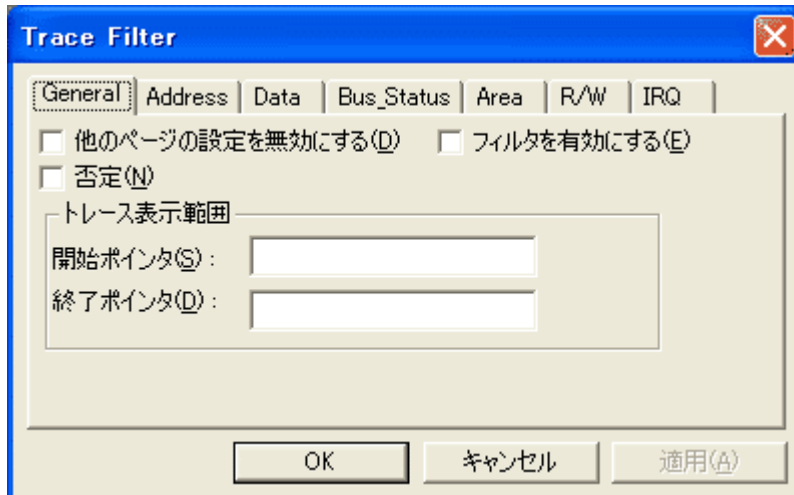 Trace Filter
General Address Data Bus_Status Area R/W IRQ
他のページの設定を無効にする(D) フィルタを有効にする(E)
否定(N)
トレース表示範囲
開始ポインタ(S) :
終了ポインタ(D) :
OK キャンセル 適用(A)